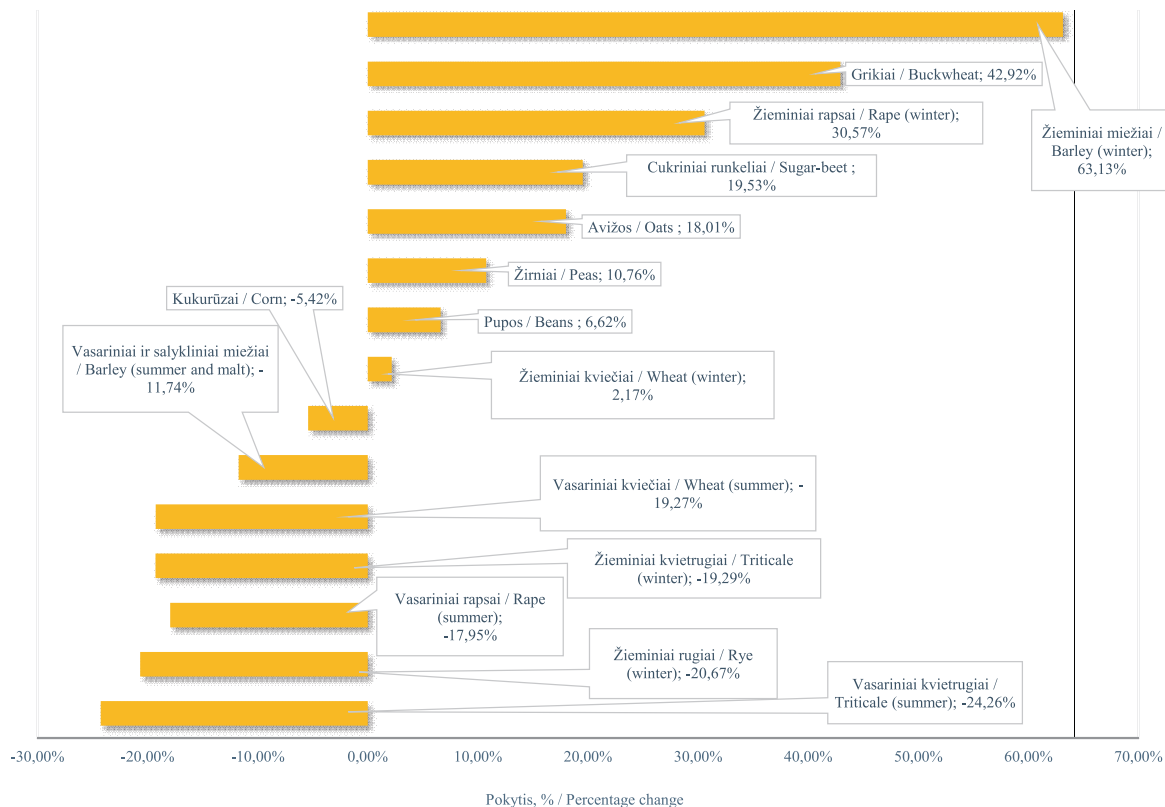 Grikiai / Buckwheat; 42,92%
Žieminiai rapsai / Rape (winter);
30,57%
Žieminiai miežiai /
Barley (winter);
63,13%
Cukriniai runkeliai / Sugar-beet ;
19,53%
Avižos / Oats ; 18,01%
Žirniai / Peas; 10,76%
Kukurūzai / Corn; -5,42%
Pupos / Beans ; 6,62%
Vasariniai ir salykliniai miežiai
/ Barley (summer and malt); -
11,74%
Žieminiai kviečiai / Wheat (winter);
2,17%
Vasariniai kviečiai / Wheat (summer); -
19,27%
Žieminiai kvietrugiai / Triticale
(winter); -19,29%
Vasariniai rapsai / Rape
(summer);
-17,95%
Žieminiai rugiai / Rye
(winter); -20,67%
Vasariniai kvietrugiai /
Triticale (summer); -24,26%
-30,00% -20,00% -10,00% 0,00% 10,00% 20,00% 30,00% 40,00% 50,00% 60,00% 70,00%
Pokytis, % / Percentage change